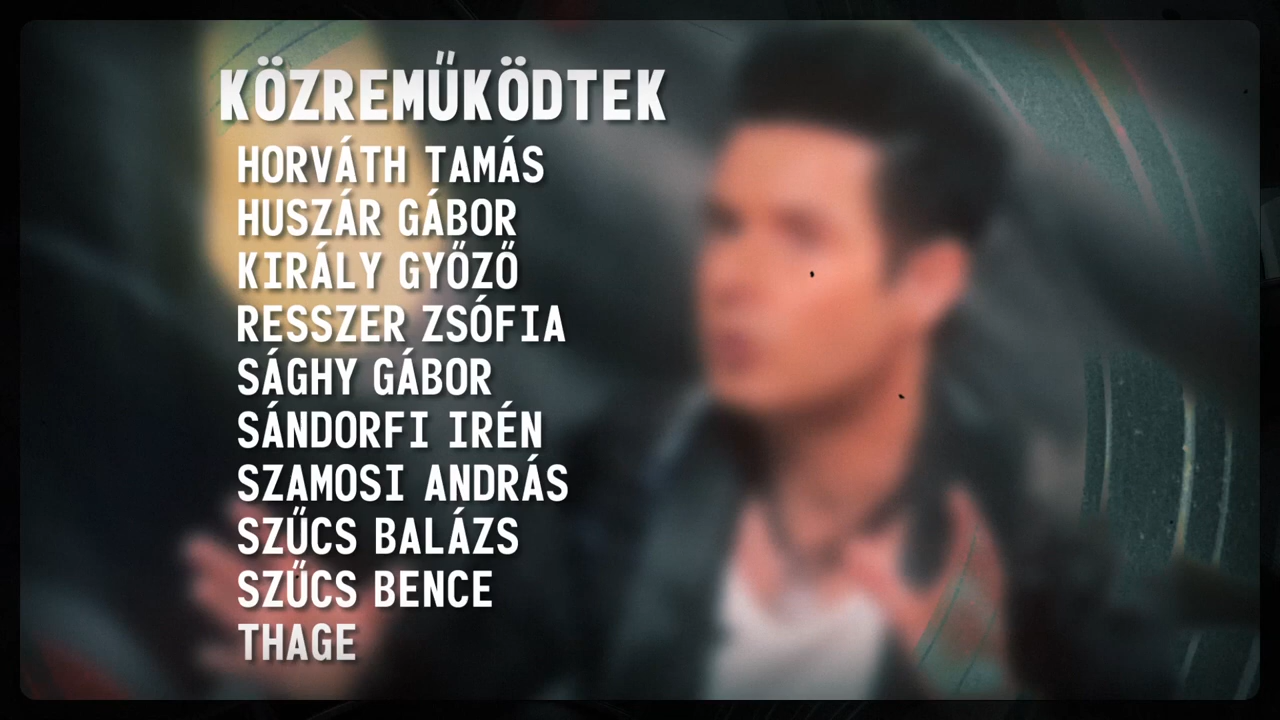 KÖZREMŰKÖDTEK
HORVÁTH TAMÁS
HUSZÁR GÁBOR
KIRÁLY GYŐZŐ
RESSZER ZSÓFIA
SÁGHY GÁBOR
SÁNDORFI IRÉN
SZAMOSI ANDRÁS
SZŰCS BALÁZS
SZŰCS BENCE
THAGE